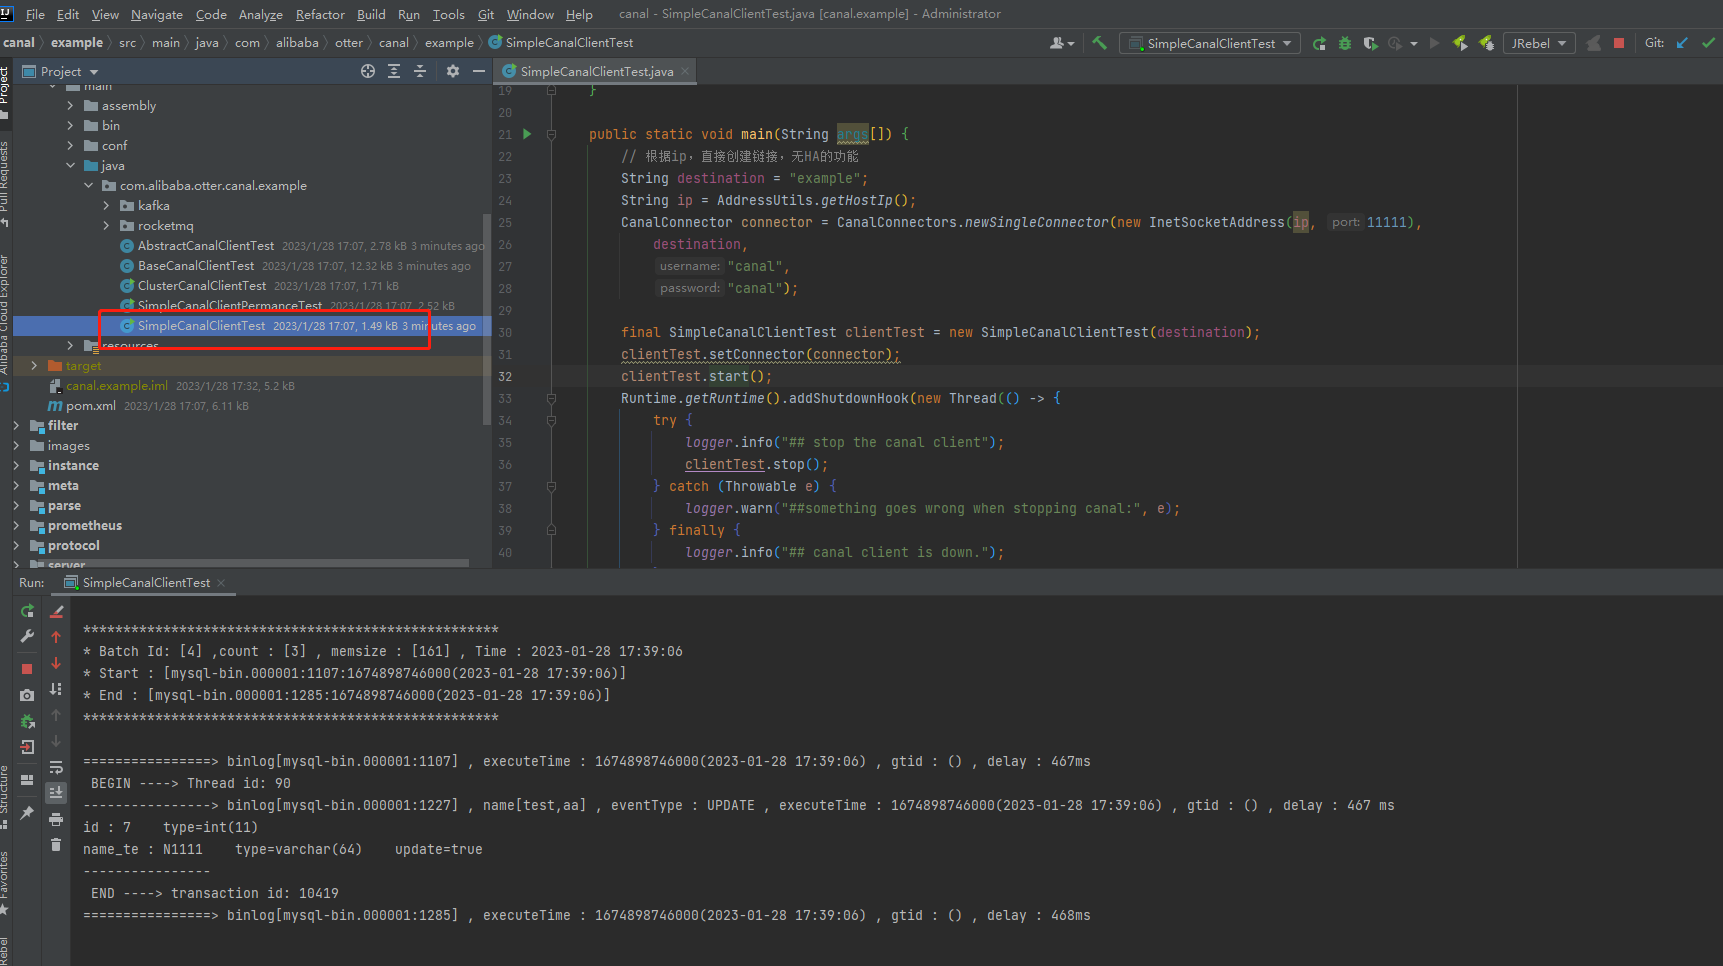 File Edit View Navigate Code Analyze Refactor Build Run Tools Git Window Help canal - SimpleCanalClientTest.java [canal.example] - Administrator
canal example src main java com alibaba otter canal example SimpleCanalClientTest
SimpleCanalClientTest JRebel Git:
Project
SimpleCanalClientTest.java
main
assembly
bin
conf
java
com.alibaba.otter.canal.example
kafka
rocketmq
AbstractCanalClientTest 2023/1/28 17:07, 2.78 kB 3 minutes ago
BaseCanalClientTest 2023/1/28 17:07, 12.32 kB 3 minutes ago
ClusterCanalClientTest 2023/1/28 17:07, 1.71 kB
SimpleCanalClientPermanceTest 2023/1/28 17:07, 2.52 kB
SimpleCanalClientTest 2023/1/28 17:07, 1.49 kB 3 minutes ago
resources
target
canal.example.iml 2023/1/28 17:32, 5.2 kB
pom.xml 2023/1/28 17:07, 6.11 kB
filter
images
instance
meta
parse
prometheus
protocol
server
Project
Pull Requests
Alibaba Cloud Explorer
Structure
Favorites
JRebel
19 }
20
21 public static void main(String args[]) {
22 // 根据ip，直接创建链接，无HA的功能
23 String destination = "example";
24 String ip = AddressUtils.getHostIp();
25 CanalConnector connector = CanalConnectors.newSingleConnector(new InetSocketAddress(ip, port: 11111),
26 destination,
27 username: "canal",
28 password: "canal");
29
30 final SimpleCanalClientTest clientTest = new SimpleCanalClientTest(destination);
31 clientTest.setConnector(connector);
32 clientTest.start();
33 Runtime.getRuntime().addShutdownHook(new Thread(() -> {
34 try {
35 logger.info("## stop the canal client");
36 clientTest.stop();
37 } catch (Throwable e) {
38 logger.warn("##something goes wrong when stopping canal:", e);
39 } finally {
40 logger.info("## canal client is down.");
Run: SimpleCanalClientTest
****************************************************
* Batch Id: [4] ,count : [3] , memsize : [161] , Time : 2023-01-28 17:39:06
* Start : [mysql-bin.000001:1107:1674898746000(2023-01-28 17:39:06)]
* End : [mysql-bin.000001:1285:1674898746000(2023-01-28 17:39:06)]
****************************************************
================> binlog[mysql-bin.000001:1107] , executeTime : 1674898746000(2023-01-28 17:39:06) , gtid : () , delay : 467ms
BEGIN ----> Thread id: 90
----------------> binlog[mysql-bin.000001:1227] , name[test,aa] , eventType : UPDATE , executeTime : 1674898746000(2023-01-28 17:39:06) , gtid : () , delay : 467 ms
id : 7 type=int(11)
name_te : N1111 type=varchar(64) update=true
----------------
END ----> transaction id: 10419
================> binlog[mysql-bin.000001:1285] , executeTime : 1674898746000(2023-01-28 17:39:06) , gtid : () , delay : 468ms